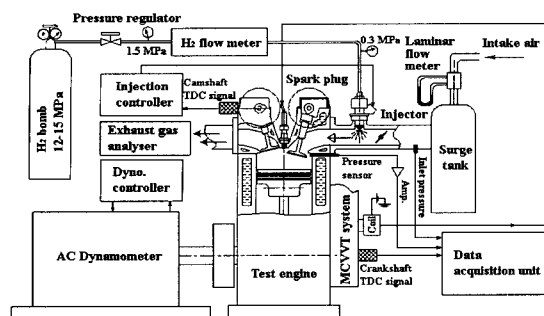 Pressure regulator
1.5 MPa
H₂ flow meter
0.3 MPa
Laminar
flow
meter
Intake air
H₂ bomb
12-15 MPa
Injection
controller
Camshaft
TDC signal
Spark plug
Injector
Exhaust gas
analyser
Surge
tank
Dyno.
controller
Pressure
sensor
Amp.
Inlet pressure
AC Dynamometer
Test engine
MCVVT system
Coil
Crankshaft
TDC signal
Data
acquisition unit